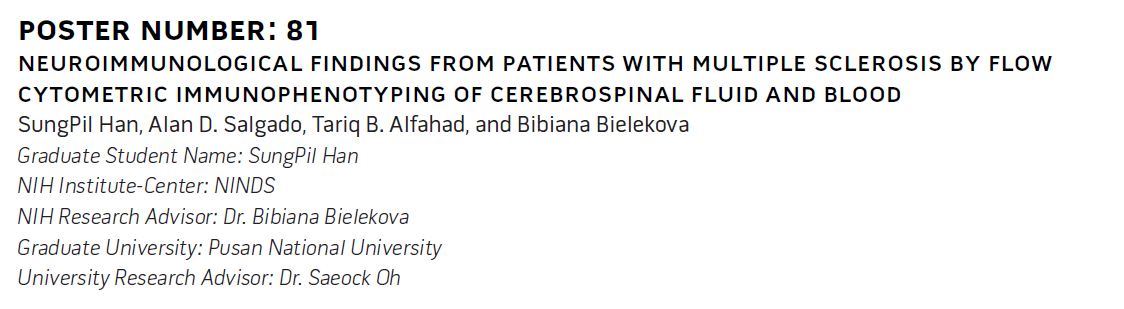 POSTER NUMBER: 81
NEUROIMMUNOLOGICAL FINDINGS FROM PATIENTS WITH MULTIPLE SCLEROSIS BY FLOW
CYTOMETRIC IMMUNOPHENOTYPING OF CEREBROSPINAL FLUID AND BLOOD
SungPil Han, Alan D. Salgado, Tariq B. Alfahad, and Bibiana Bielekova
Graduate Student Name: SungPil Han
NIH Institute-Center: NINDS
NIH Research Advisor: Dr. Bibiana Bielekova
Graduate University: Pusan National University
University Research Advisor: Dr. Saeock Oh